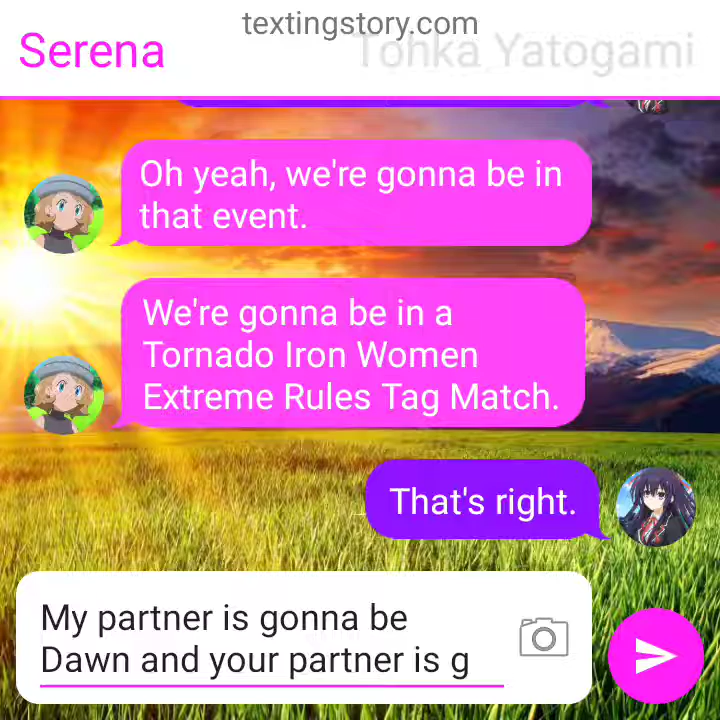 textingstory.com
Serena
Tohka Yatogami
Oh yeah, we're gonna be in
that event.
We're gonna be in a
Tornado Iron Women
Extreme Rules Tag Match.
That's right.
My partner is gonna be
Dawn and your partner is g